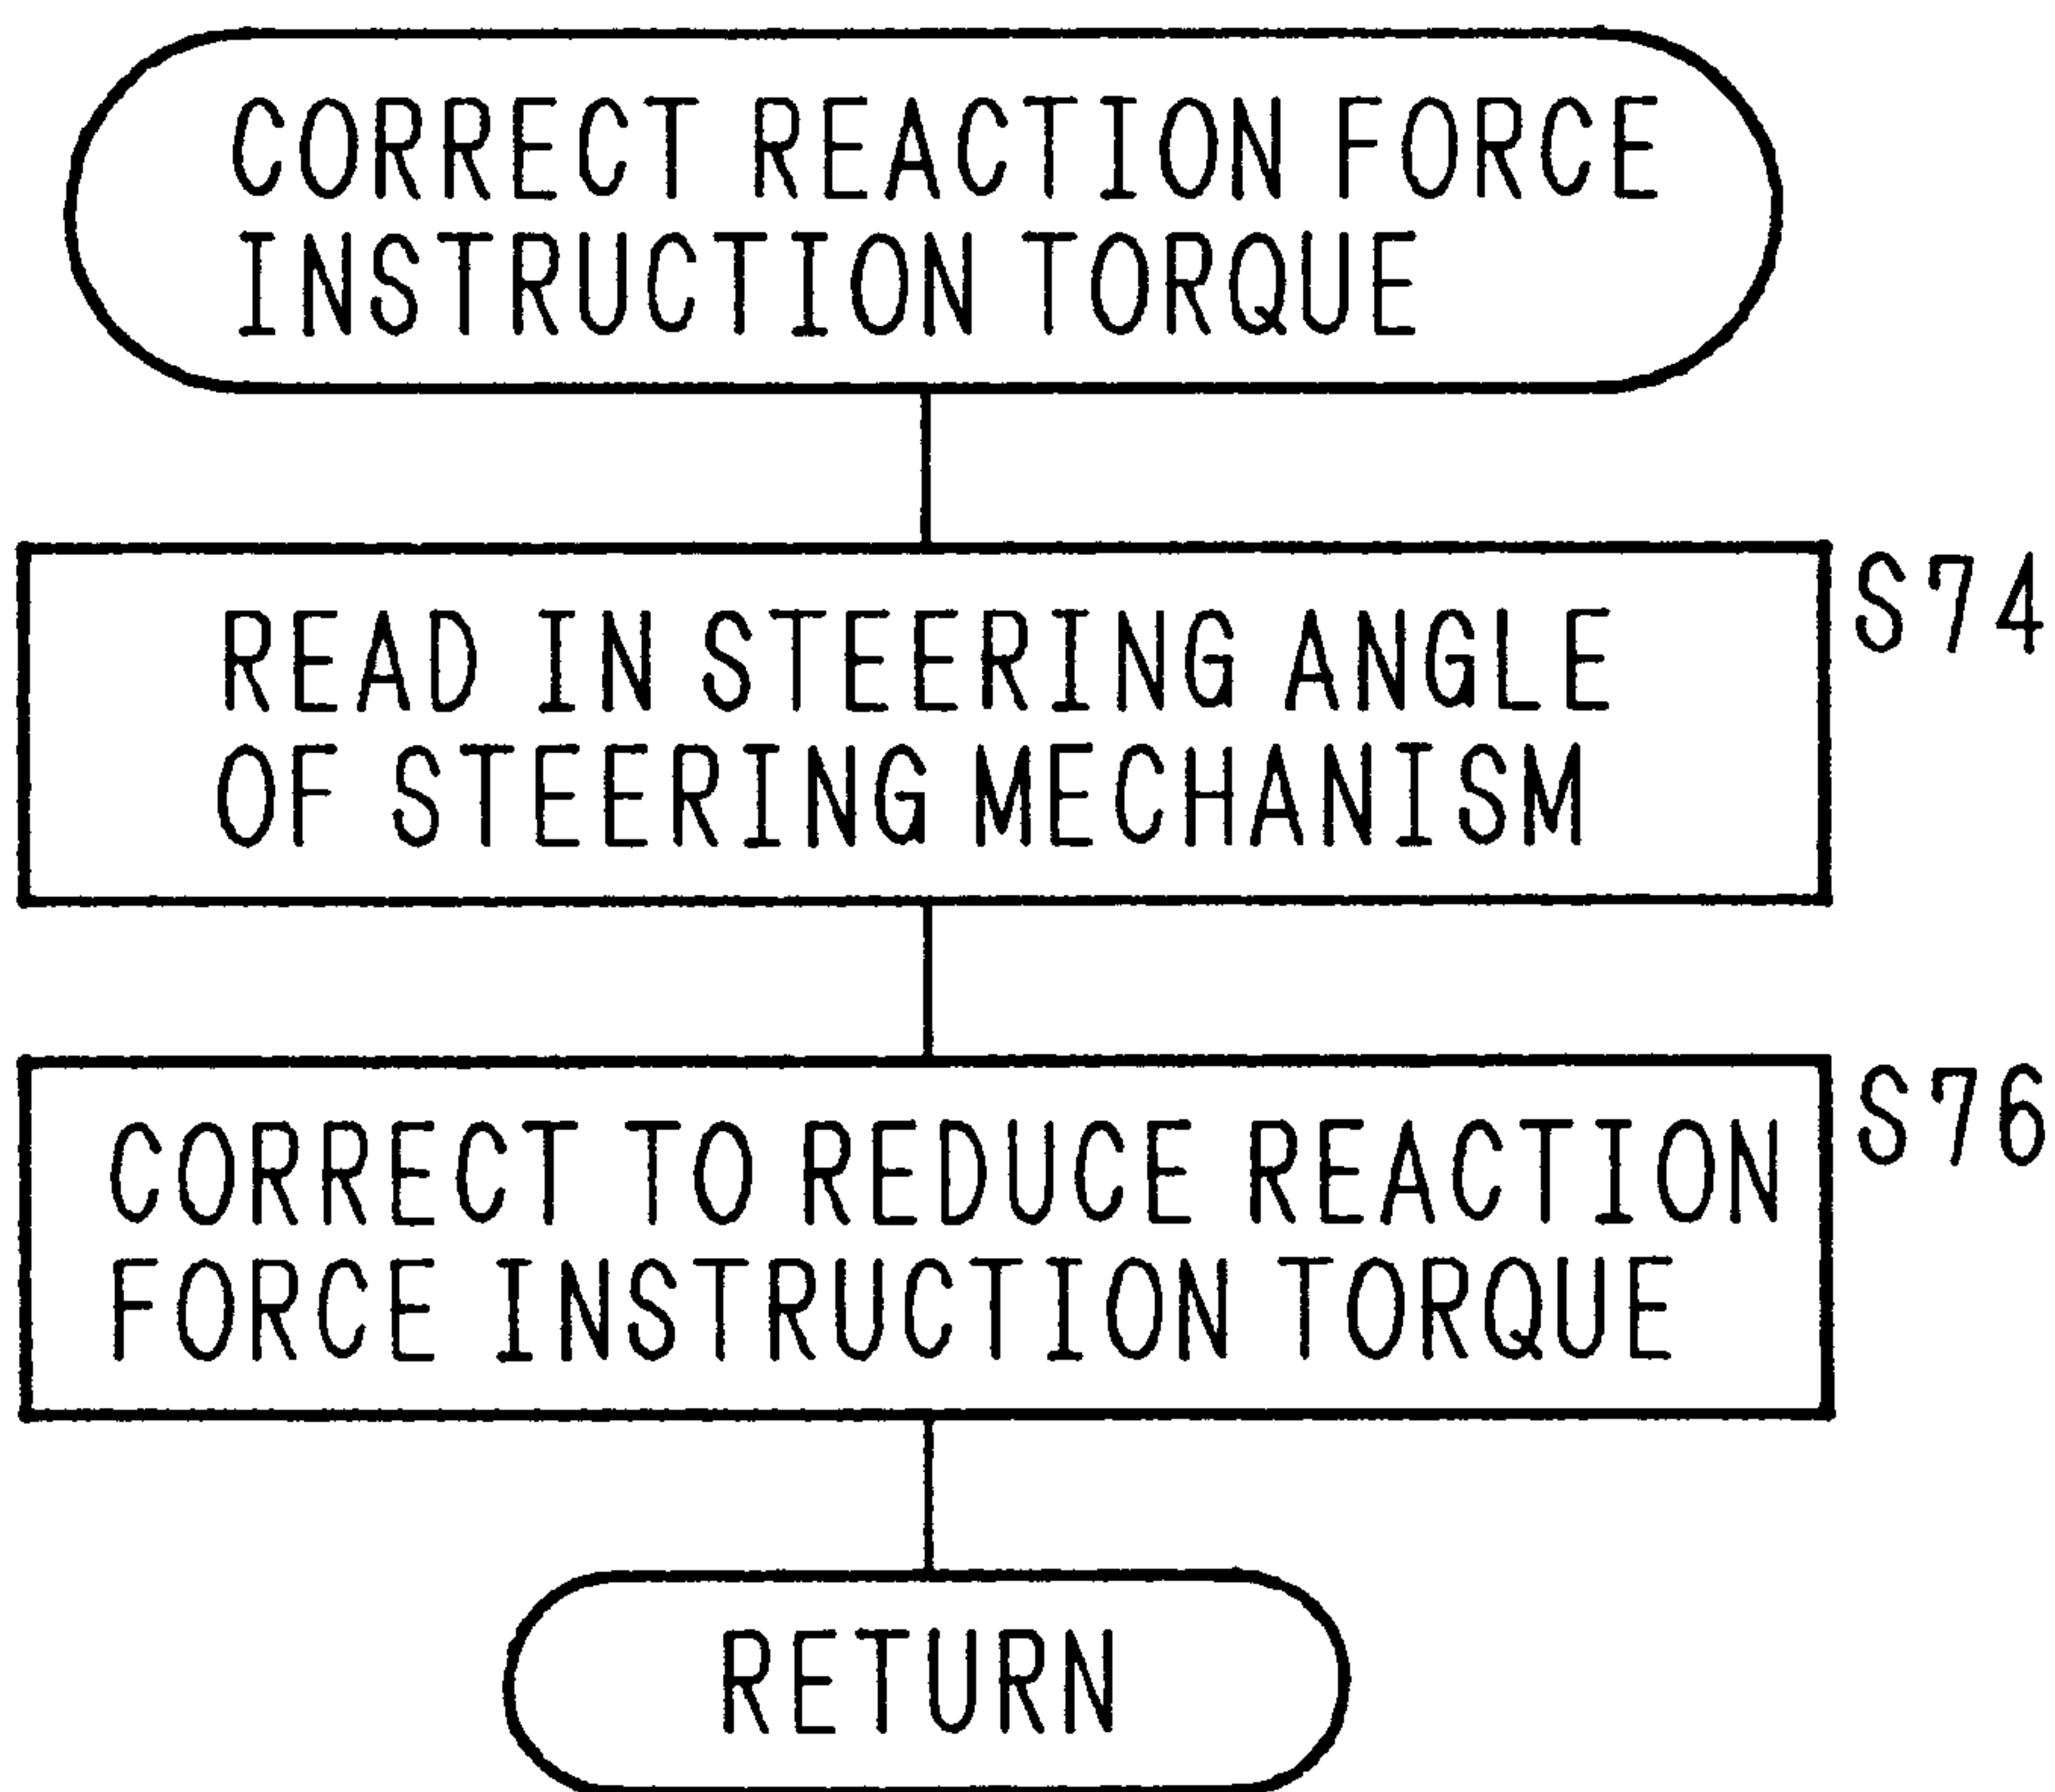 CORRECT REACTION FORCE
INSTRUCTION TORQUE
READ IN STEERING ANGLE
OF STEERING MECHANISM
S74
CORRECT TO REDUCE REACTION
FORCE INSTRUCTION TORQUE
S76
RETURN